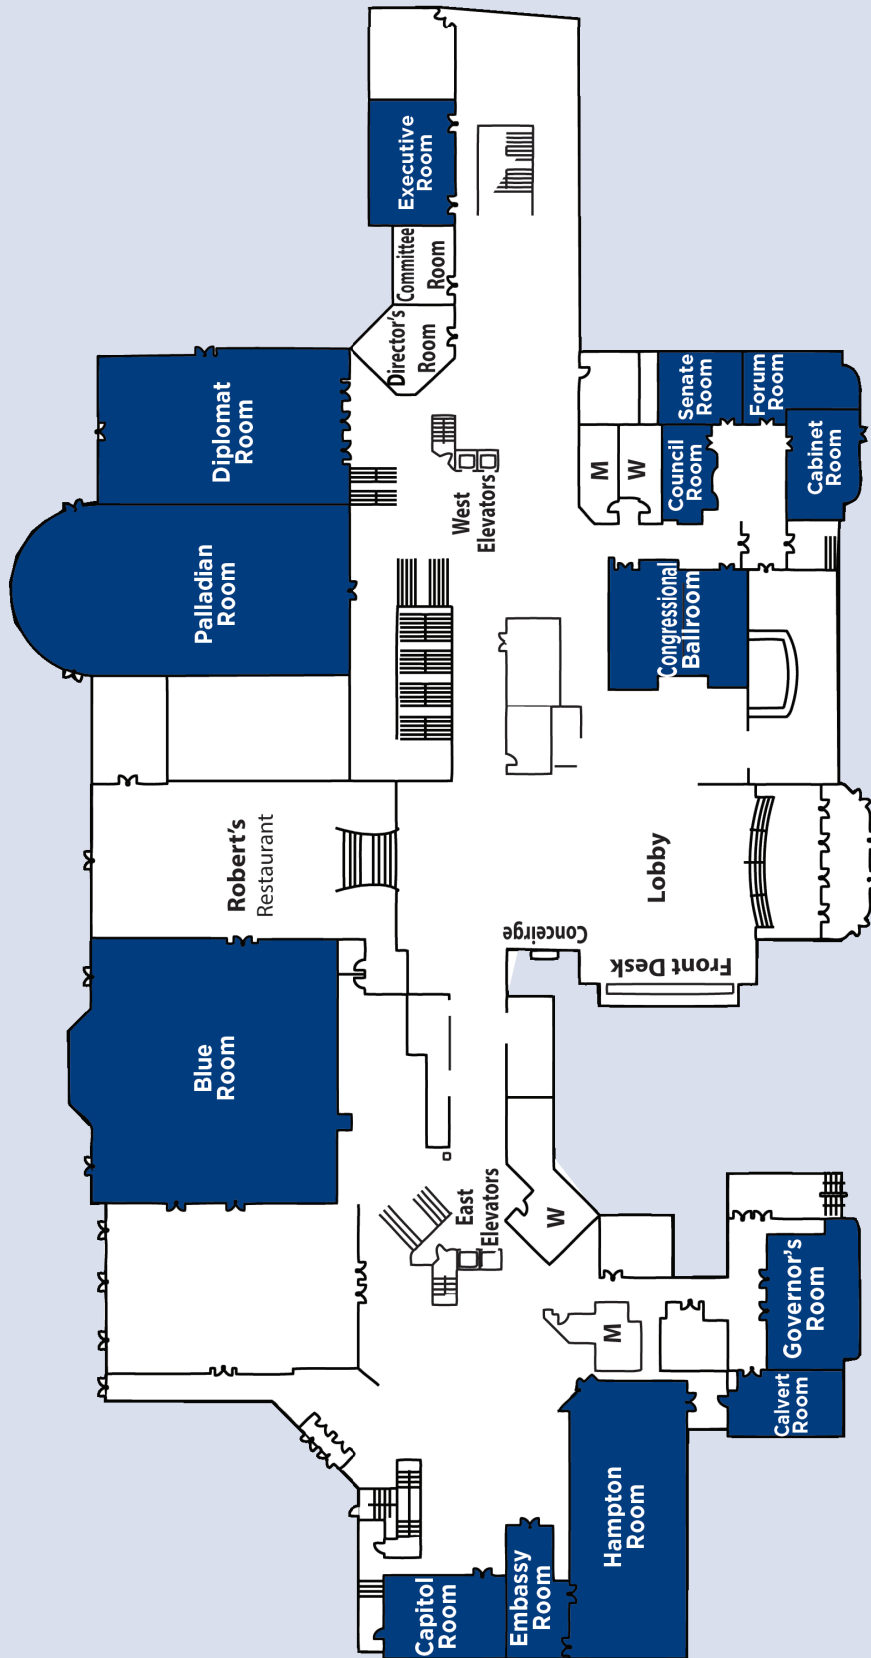 Executive
Room
Committee
Room
Director's
Room
Diplomat
Room
Palladian
Room
West
Elevators
M
W
Senate
Room
Forum
Room
Council
Room
Cabinet
Room
Congressional
Ballroom
Robert's
Restaurant
Lobby
Conceirge
Front Desk
Blue
Room
East
Elevators
W
M
Governor's
Room
Calvert
Room
Hampton
Room
Embassy
Room
Capitol
Room